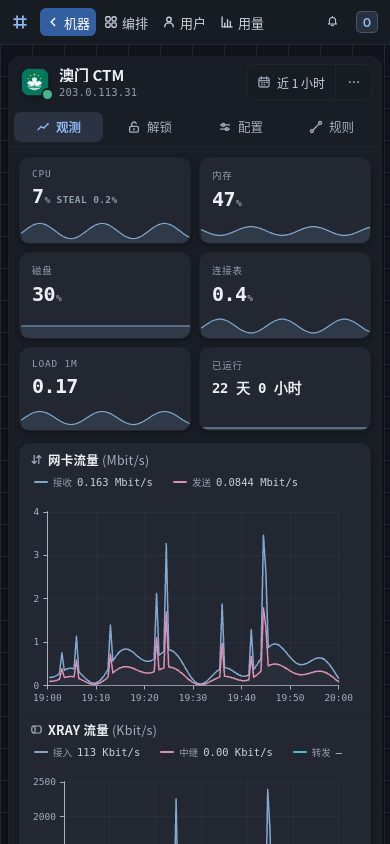 机器 编排 用户 用量 O
澳门 CTM
203.0.113.31
近 1 小时 ···
观测 解锁 配置 规则
CPU 内存
7% STEAL 0.2% 47%
磁盘 连接表
30% 0.4%
LOAD 1M 已运行
0.17 22 天 0 小时
网卡流量 (Mbit/s)
接收 0.163 Mbit/s 发送 0.0844 Mbit/s
4
3
2
1
0
19:00 19:10 19:20 19:30 19:40 19:50 20:00
XRAY 流量 (Kbit/s)
接入 113 Kbit/s 中继 0.00 Kbit/s 转发 —
2500
2000